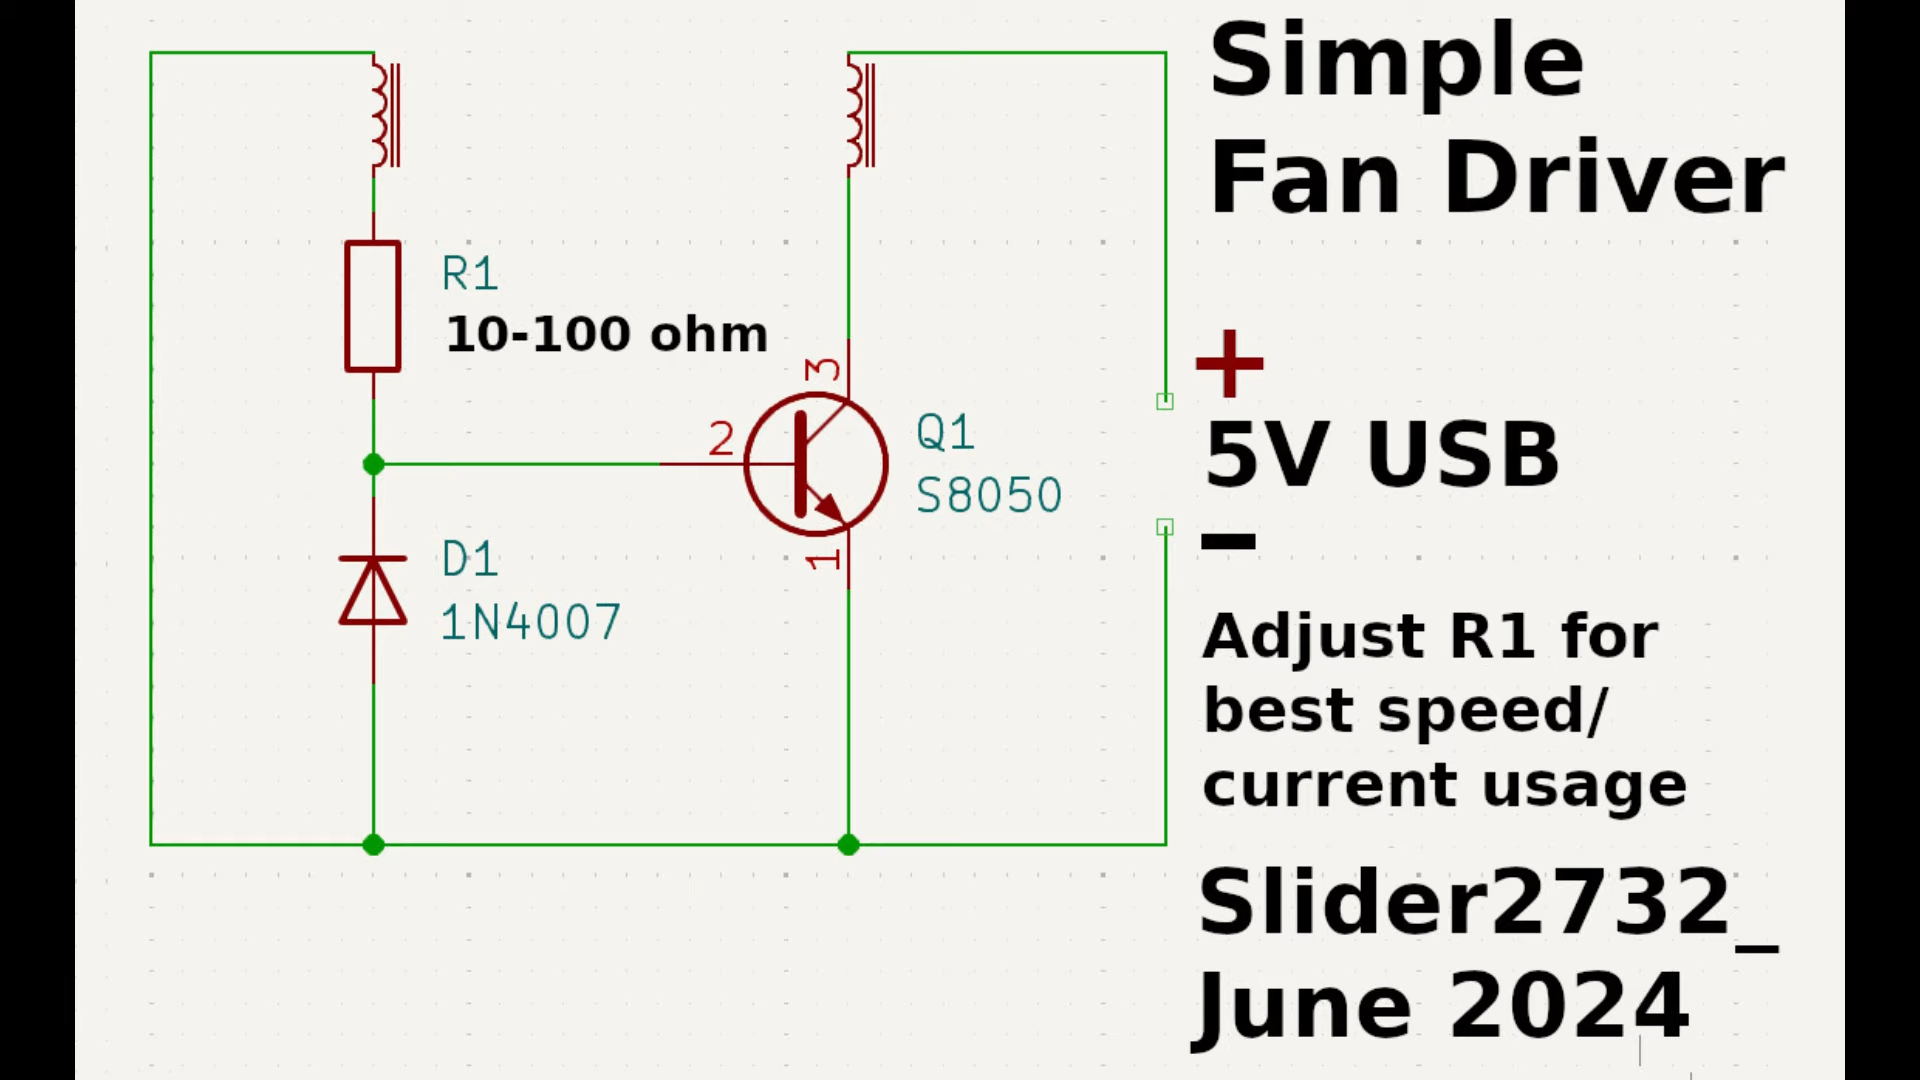 Simple
Fan Driver
R1
10-100 ohm
3
+
2
Q1
5V USB
S8050
–
1
D1
1N4007
Adjust R1 for
best speed/
current usage
Slider2732_
June 2024